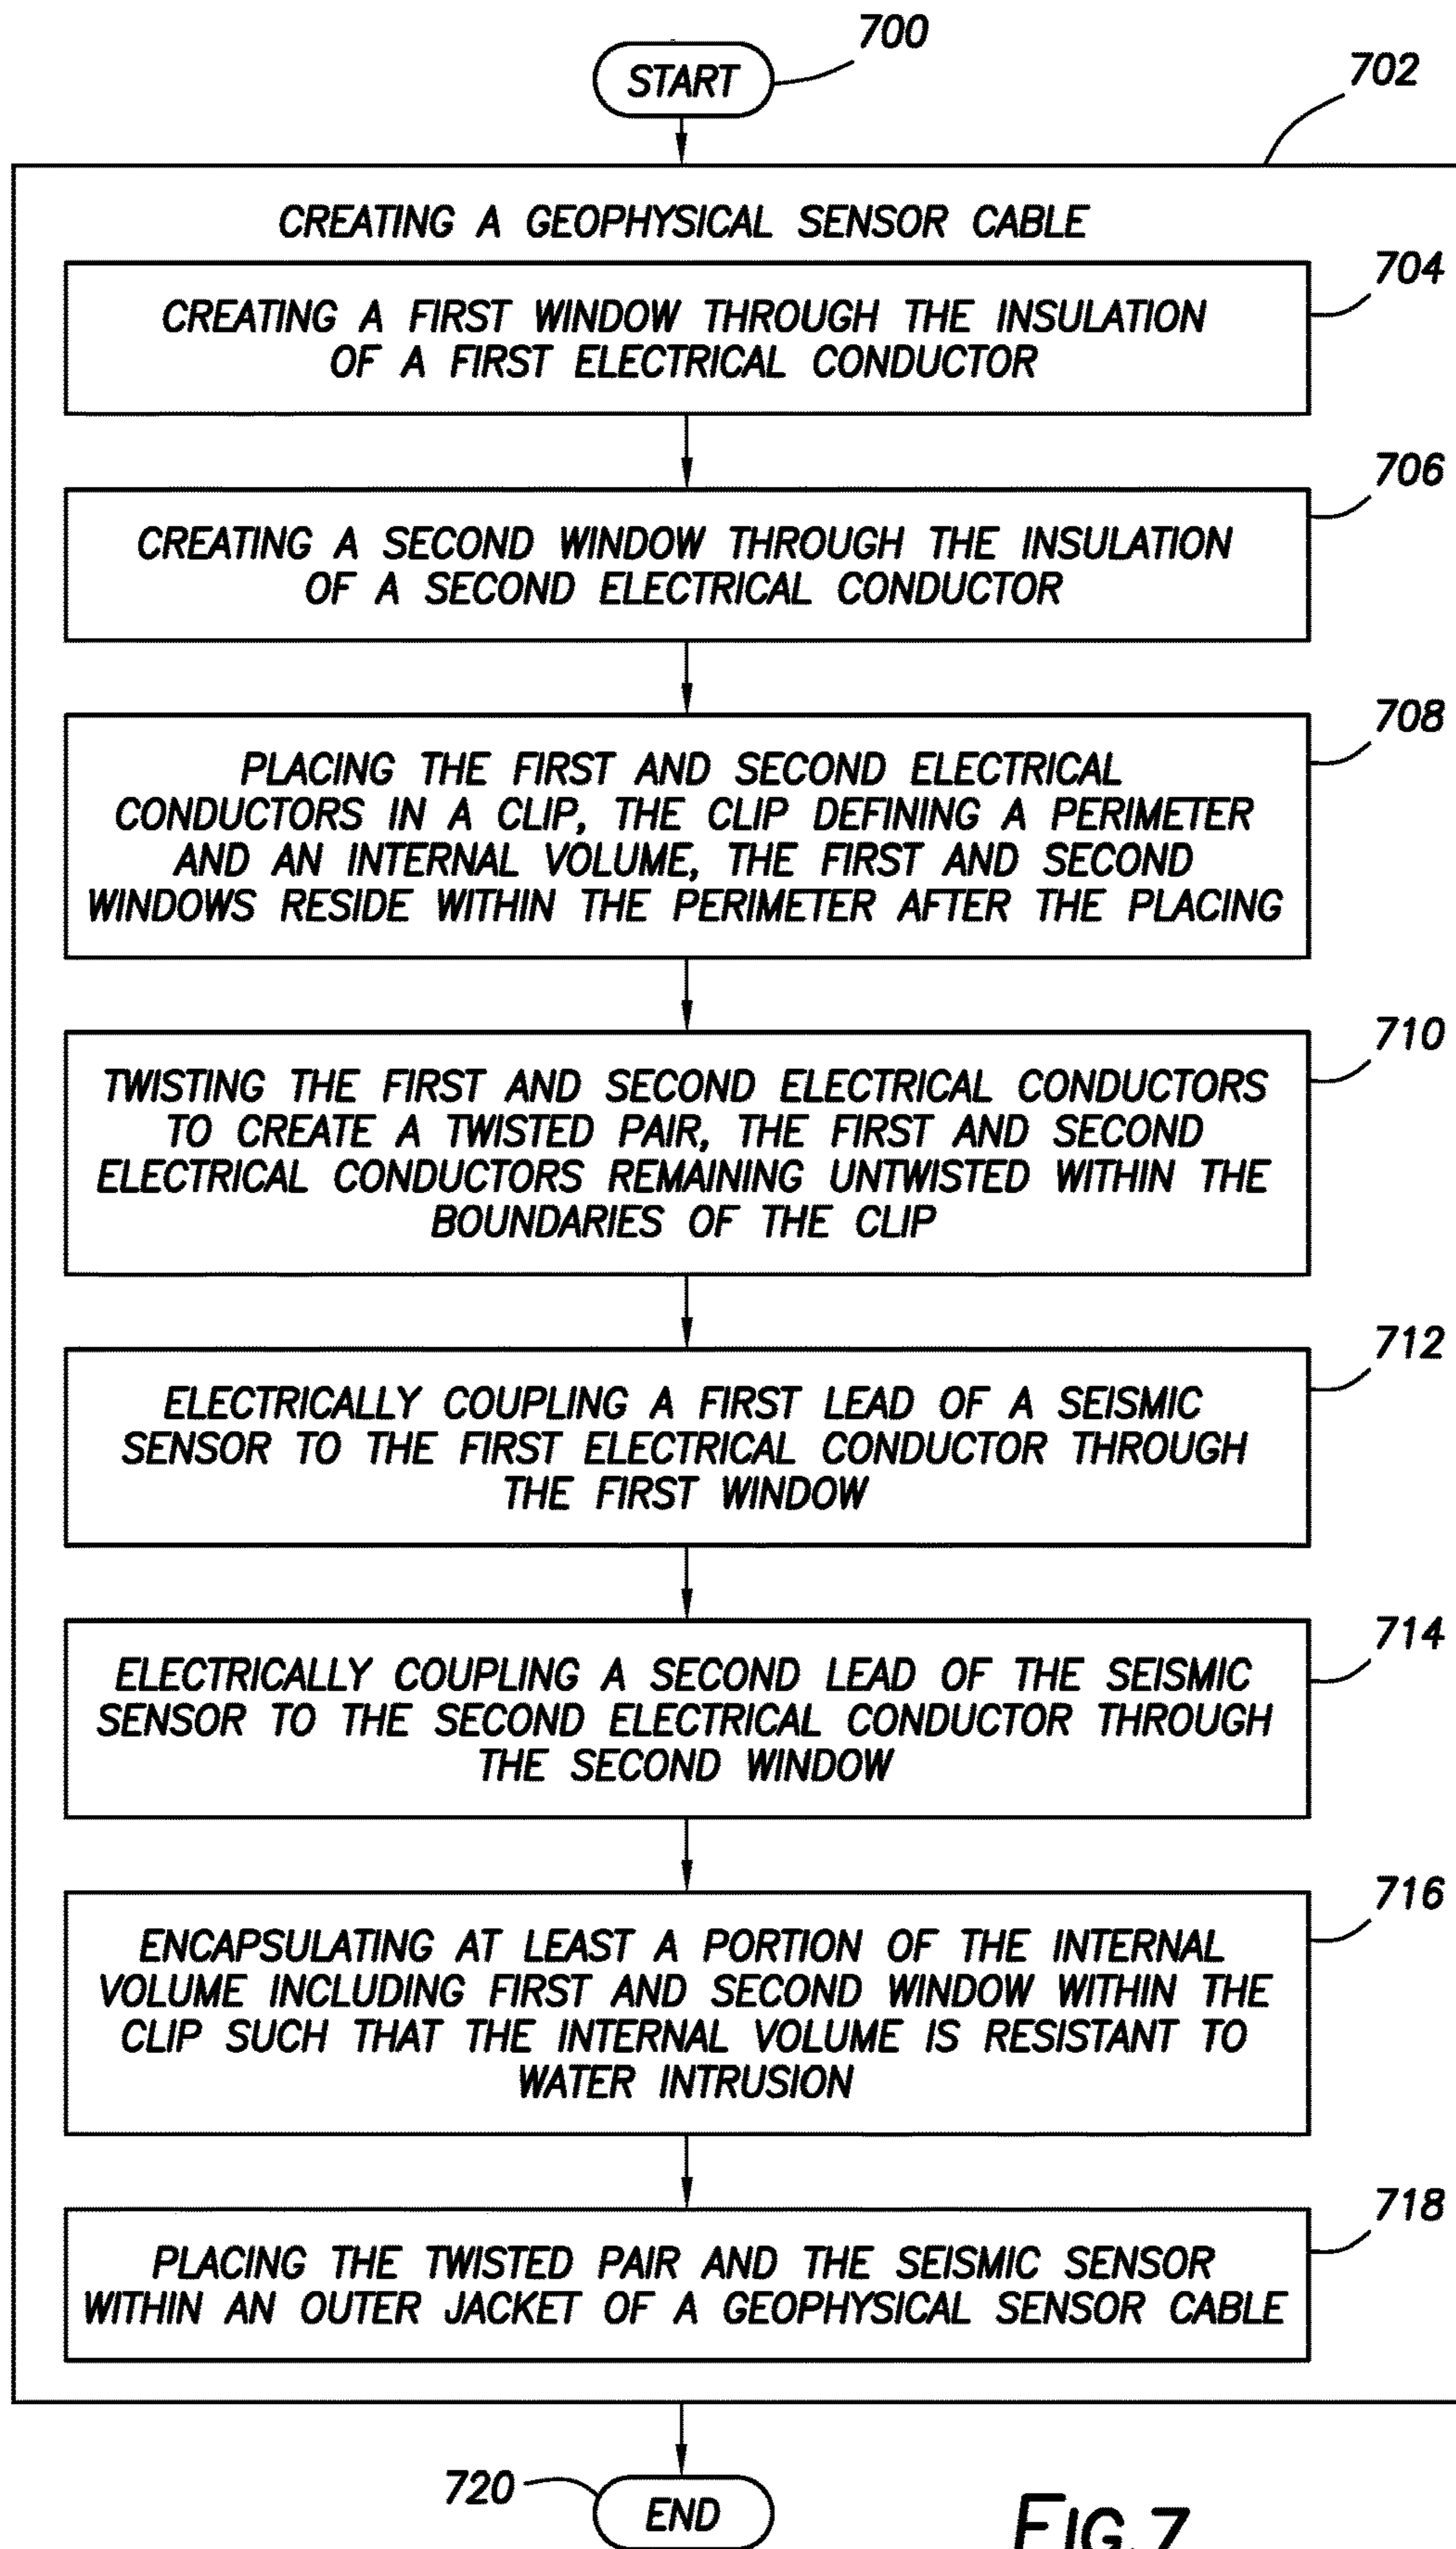 700
START
702
CREATING A GEOPHYSICAL SENSOR CABLE
704
CREATING A FIRST WINDOW THROUGH THE INSULATION
OF A FIRST ELECTRICAL CONDUCTOR
706
CREATING A SECOND WINDOW THROUGH THE INSULATION
OF A SECOND ELECTRICAL CONDUCTOR
708
PLACING THE FIRST AND SECOND ELECTRICAL
CONDUCTORS IN A CLIP, THE CLIP DEFINING A PERIMETER
AND AN INTERNAL VOLUME, THE FIRST AND SECOND
WINDOWS RESIDE WITHIN THE PERIMETER AFTER THE PLACING
710
TWISTING THE FIRST AND SECOND ELECTRICAL CONDUCTORS
TO CREATE A TWISTED PAIR, THE FIRST AND SECOND
ELECTRICAL CONDUCTORS REMAINING UNTWISTED WITHIN THE
BOUNDARIES OF THE CLIP
712
ELECTRICALLY COUPLING A FIRST LEAD OF A SEISMIC
SENSOR TO THE FIRST ELECTRICAL CONDUCTOR THROUGH
THE FIRST WINDOW
714
ELECTRICALLY COUPLING A SECOND LEAD OF THE SEISMIC
SENSOR TO THE SECOND ELECTRICAL CONDUCTOR THROUGH
THE SECOND WINDOW
716
ENCAPSULATING AT LEAST A PORTION OF THE INTERNAL
VOLUME INCLUDING FIRST AND SECOND WINDOW WITHIN THE
CLIP SUCH THAT THE INTERNAL VOLUME IS RESISTANT TO
WATER INTRUSION
718
PLACING THE TWISTED PAIR AND THE SEISMIC SENSOR
WITHIN AN OUTER JACKET OF A GEOPHYSICAL SENSOR CABLE
720
END
FIG.7